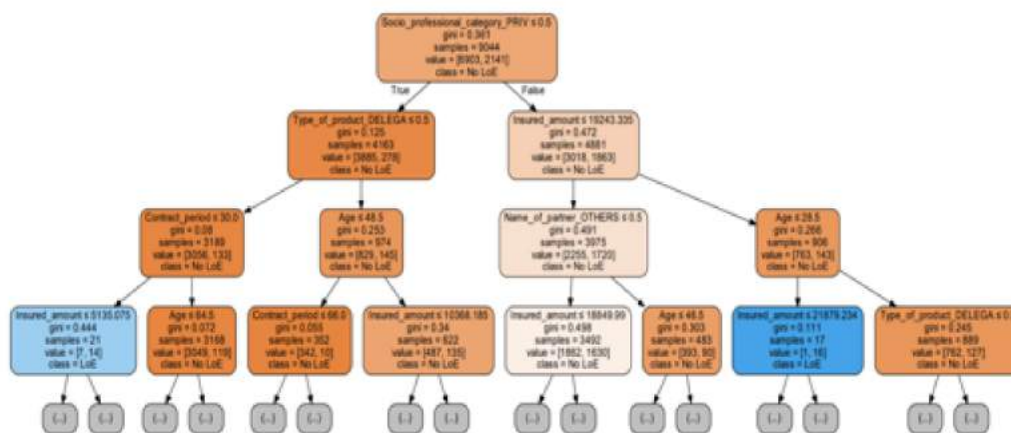 Socio_professional_category_PRIV ≤ 0.5
gini = 0.361
samples = 9044
value = [6903, 2141]
class = No LoE
True
False
Type_of_product_DELEGA ≤ 0.5
gini = 0.125
samples = 4163
value = [3885, 278]
class = No LoE
Insured_amount ≤ 19243.335
gini = 0.472
samples = 4881
value = [3018, 1863]
class = No LoE
Contract_period ≤ 30.0
gini = 0.08
samples = 3189
value = [3056, 133]
class = No LoE
Age ≤ 48.5
gini = 0.253
samples = 974
value = [829, 145]
class = No LoE
Name_of_partner_OTHERS ≤ 0.5
gini = 0.491
samples = 3975
value = [2255, 1720]
class = No LoE
Age ≤ 28.5
gini = 0.266
samples = 906
value = [763, 143]
class = No LoE
Insured_amount ≤ 5135.075
gini = 0.444
samples = 21
value = [7, 14]
class = LoE
Age ≤ 64.5
gini = 0.072
samples = 3168
value = [3049, 119]
class = No LoE
Contract_period ≤ 66.0
gini = 0.055
samples = 352
value = [342, 10]
class = No LoE
Insured_amount ≤ 10368.185
gini = 0.34
samples = 622
value = [487, 135]
class = No LoE
Insured_amount ≤ 18849.99
gini = 0.498
samples = 3492
value = [1862, 1630]
class = No LoE
Age ≤ 46.5
gini = 0.303
samples = 483
value = [393, 90]
class = No LoE
Insured_amount ≤ 21879.234
gini = 0.111
samples = 17
value = [1, 16]
class = LoE
Type_of_product_DELEGA ≤ 0.
gini = 0.245
samples = 889
value = [762, 127]
class = No LoE
(...) (...) (...) (...) (...) (...) (...) (...) (...) (...) (...) (...) (...) (...) (...) (...)